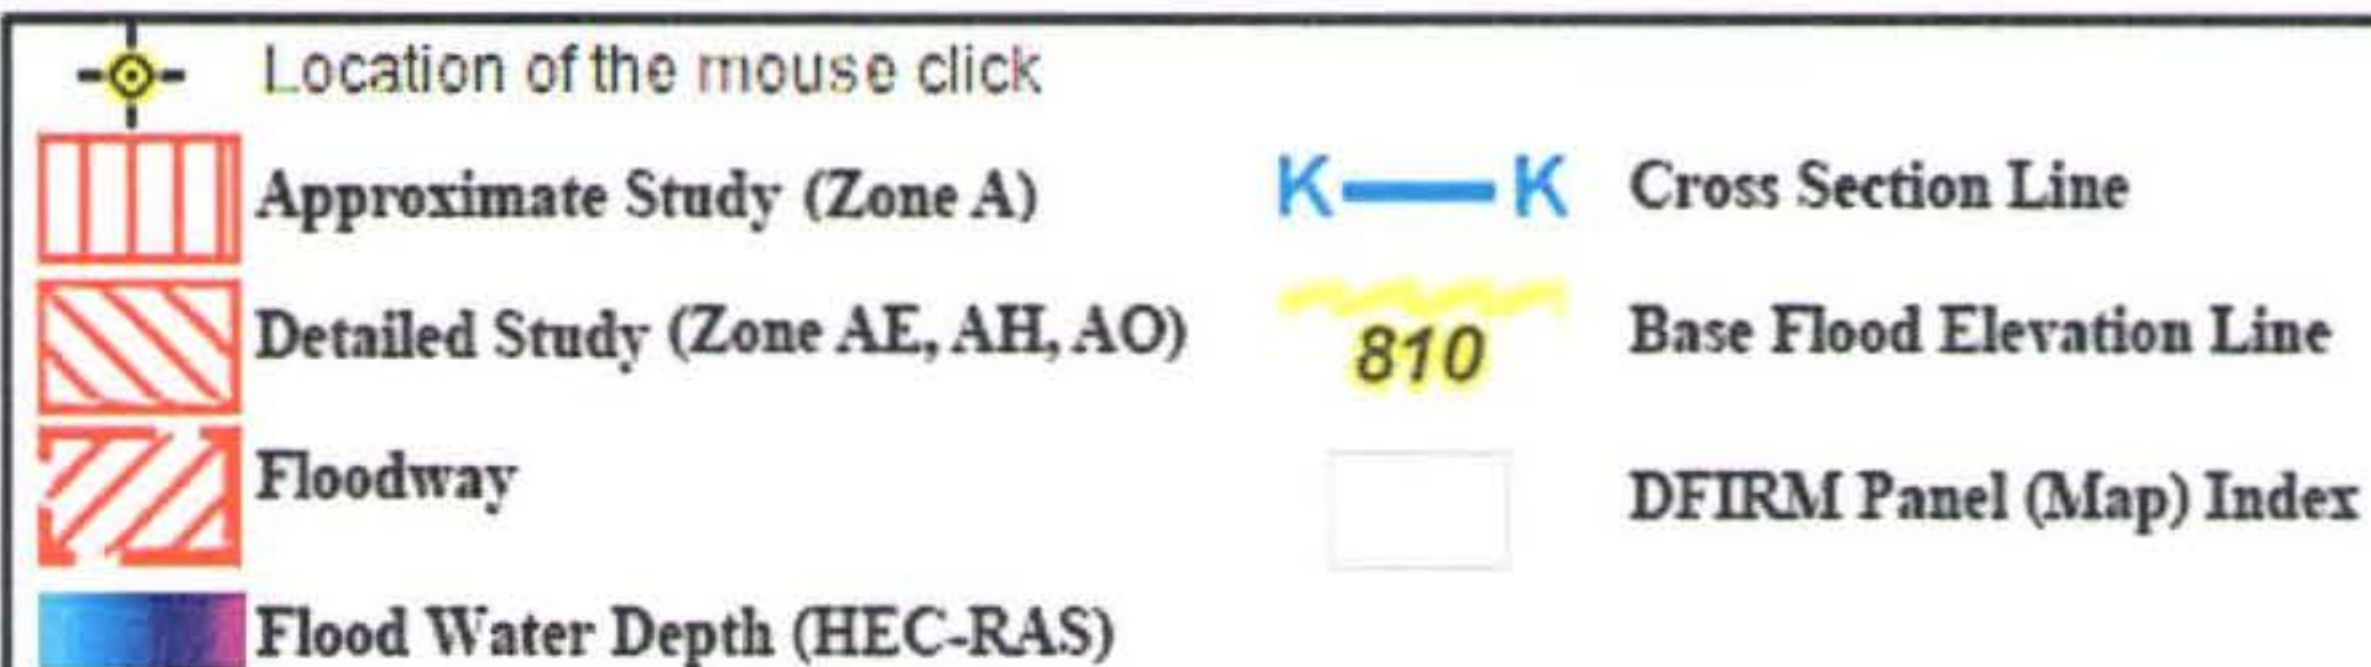 Location of the mouse click
Approximate Study (Zone A)
Detailed Study (Zone AE, AH, AO)
Floodway
Flood Water Depth (HEC-RAS)
K K Cross Section Line
810 Base Flood Elevation Line
DFIRM Panel (Map) Index